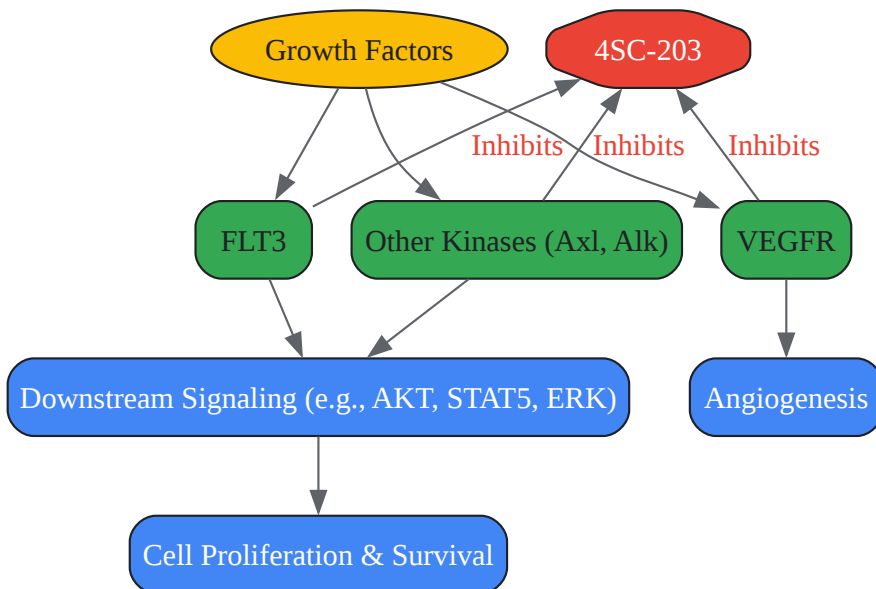 Growth Factors
4SC-203
Inhibits
Inhibits
Inhibits
FLT3
Other Kinases (Axl, Alk)
VEGFR
Downstream Signaling (e.g., AKT, STAT5, ERK)
Angiogenesis
Cell Proliferation & Survival